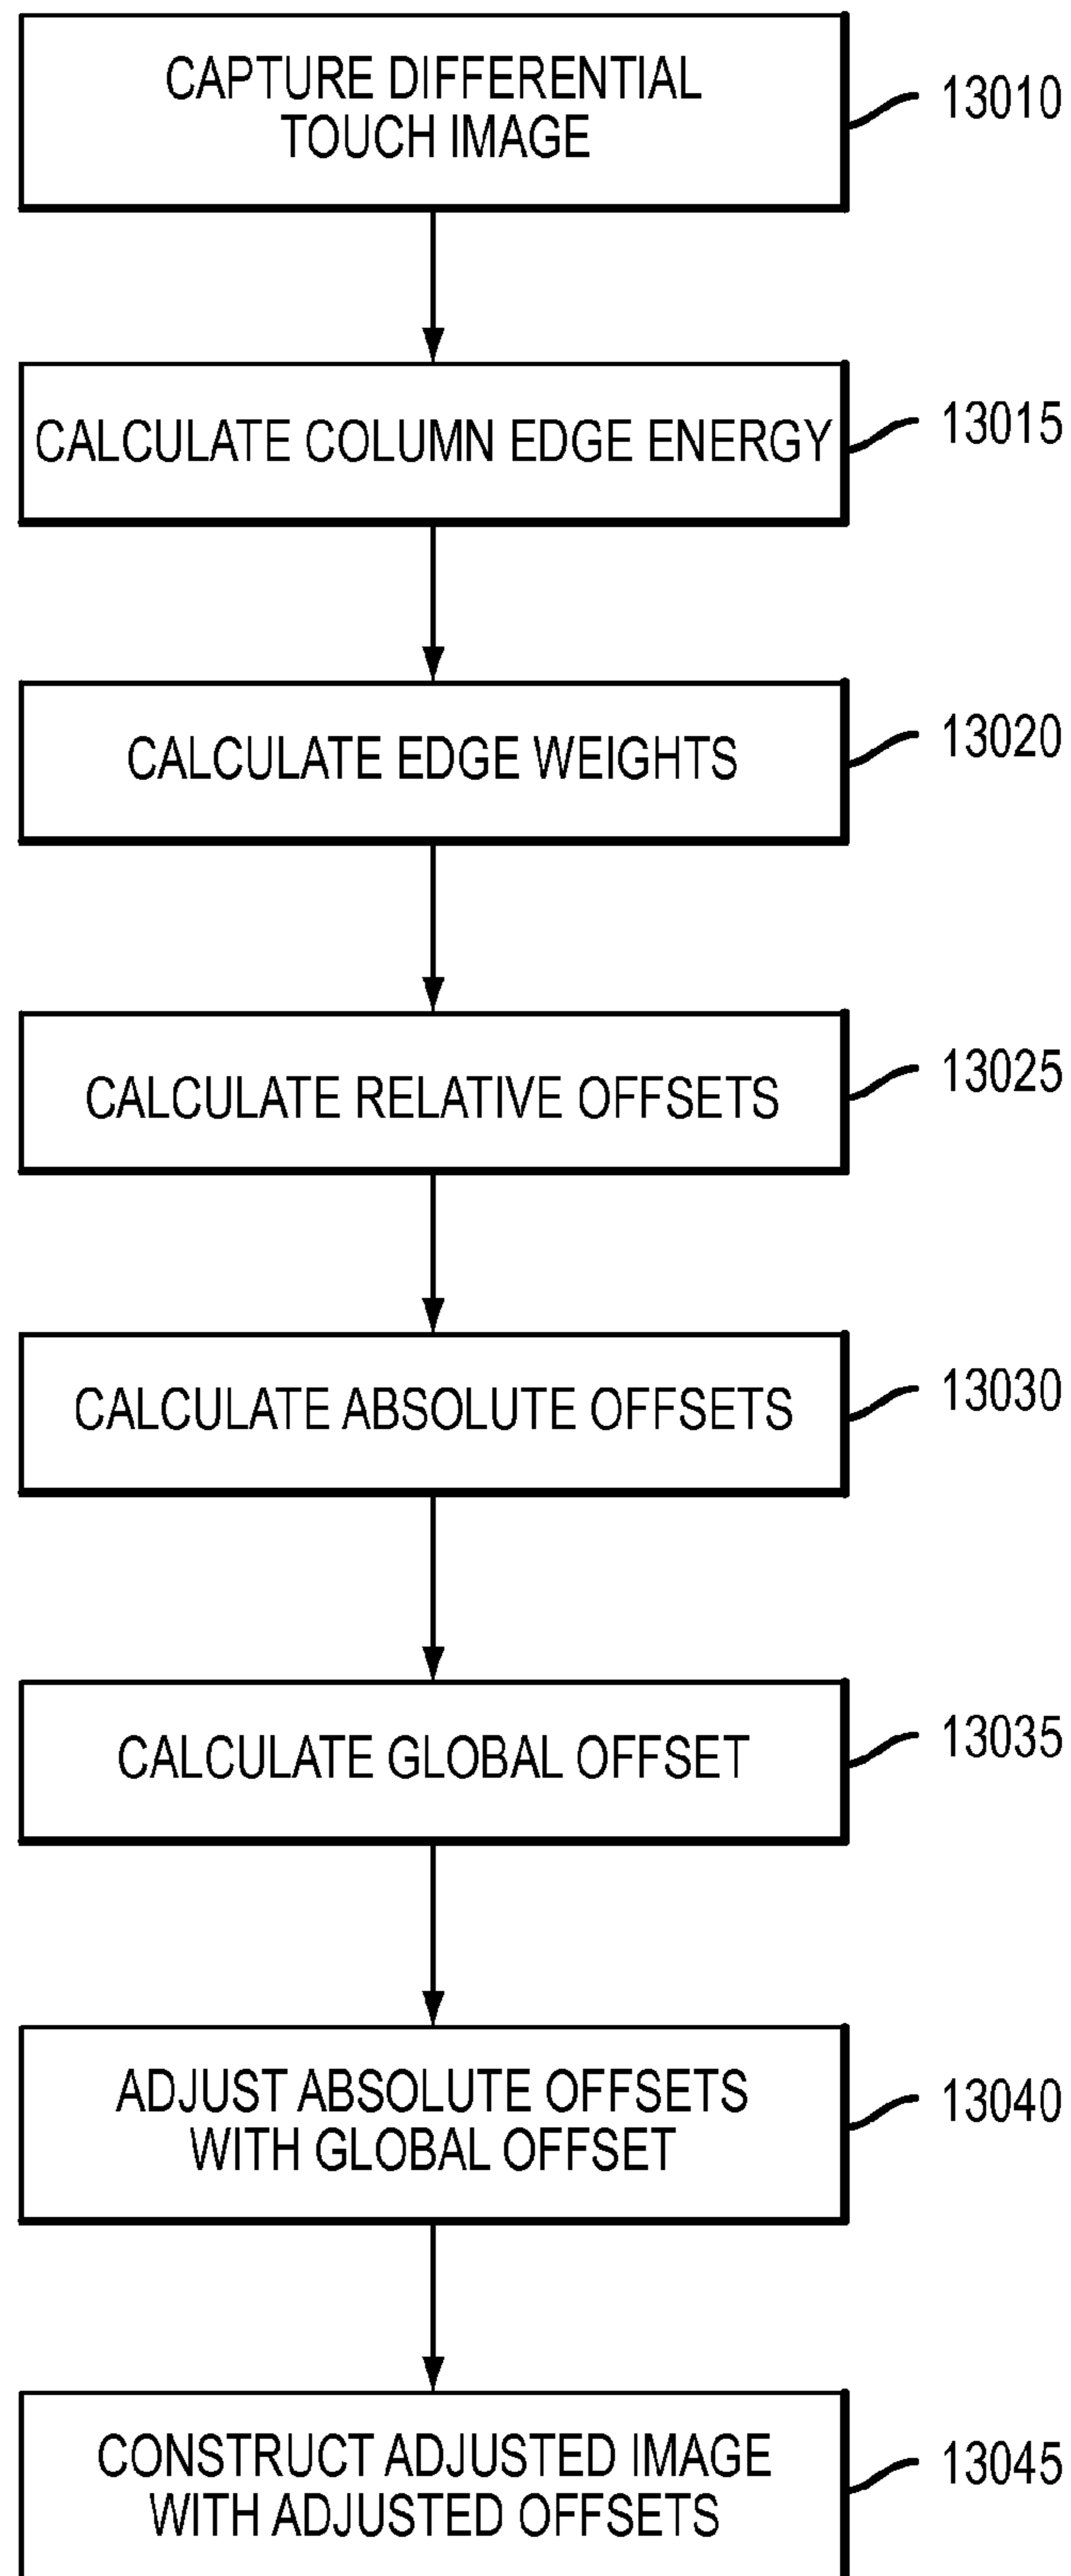 CAPTURE DIFFERENTIAL
TOUCH IMAGE
13010
CALCULATE COLUMN EDGE ENERGY
13015
CALCULATE EDGE WEIGHTS
13020
CALCULATE RELATIVE OFFSETS
13025
CALCULATE ABSOLUTE OFFSETS
13030
CALCULATE GLOBAL OFFSET
13035
ADJUST ABSOLUTE OFFSETS
WITH GLOBAL OFFSET
13040
CONSTRUCT ADJUSTED IMAGE
WITH ADJUSTED OFFSETS
13045